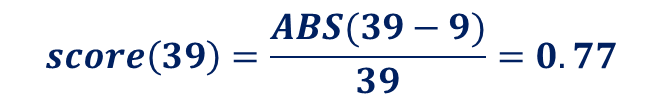 score(39) = ABS(39 − 9) / 39 = 0.77